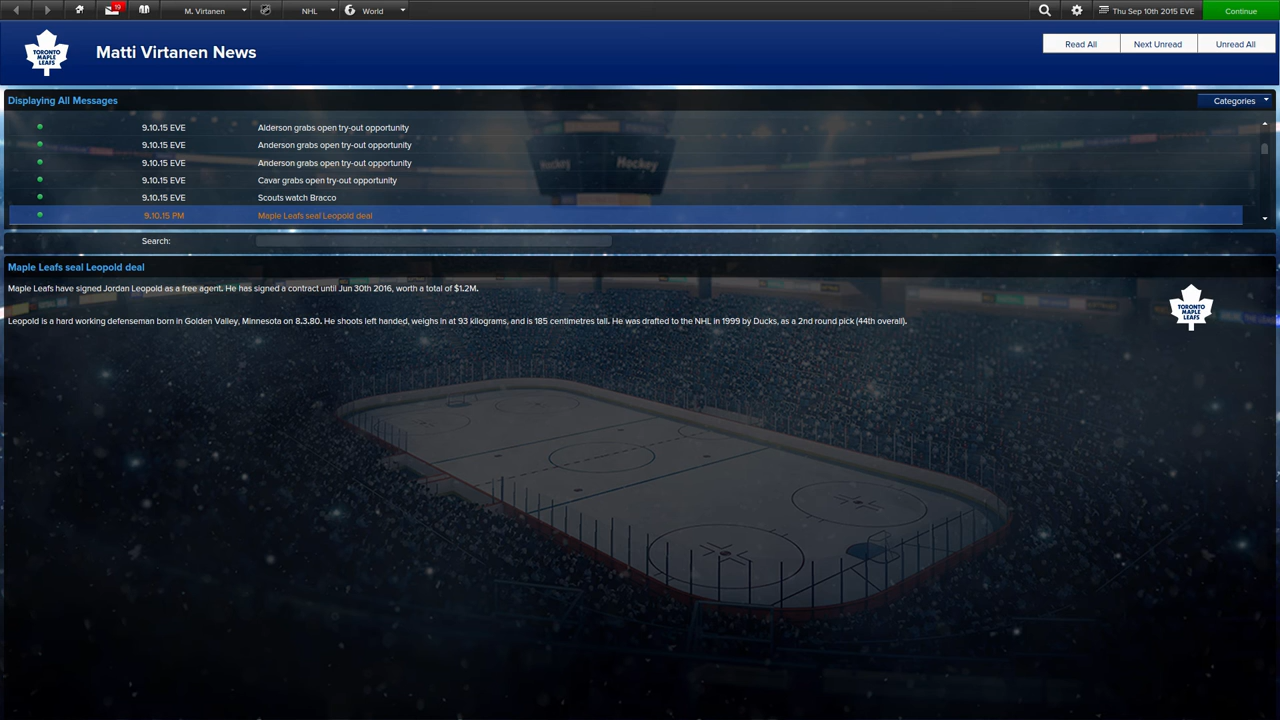 19
M. Virtanen
NHL
World
Thu Sep 10th 2015 EVE
Continue
TORONTO MAPLE LEAFS
Matti Virtanen News
Read All
Next Unread
Unread All
Displaying All Messages
Categories
9.10.15 EVE Alderson grabs open try-out opportunity
9.10.15 EVE Anderson grabs open try-out opportunity
9.10.15 EVE Anderson grabs open try-out opportunity
9.10.15 EVE Cavar grabs open try-out opportunity
9.10.15 EVE Scouts watch Bracco
9.10.15 PM Maple Leafs seal Leopold deal
Hockey Hockey
Search:
Maple Leafs seal Leopold deal
Maple Leafs have signed Jordan Leopold as a free agent. He has signed a contract until Jun 30th 2016, worth a total of $1.2M.
TORONTO MAPLE LEAFS
Leopold is a hard working defenseman born in Golden Valley, Minnesota on 8.3.80. He shoots left handed, weighs in at 93 kilograms, and is 185 centimetres tall. He was drafted to the NHL in 1999 by Ducks, as a 2nd round pick (44th overall).